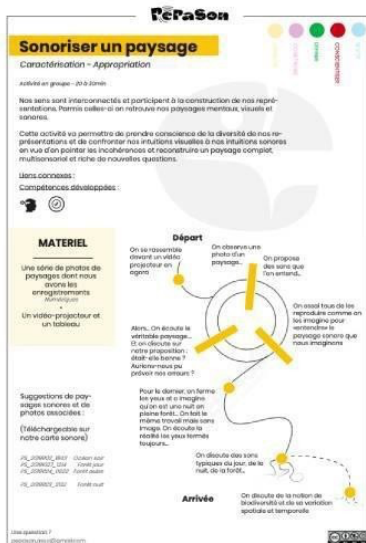 PépaSon
Sonoriser un paysage
Caractérisation - Appropriation
Activité en groupe - 20 à 30min
Nos sens sont interconnectés et participent à la construction de nos repré-
sentations. Parmis celles-ci on retrouve nos paysages mentaux, visuels et
sonores.
Cette activité va permettre de prendre conscience de la diversité de nos re-
présentations et de confronter nos intuitions visuelles à nos intuitions sonores
en vue d'en pointer les incohérences et reconstruire un paysage complet,
multisensoriel et riche de nouvelles questions.
Liens connexes :
Compétences développées :
MATERIEL
Une série de photos de
paysages dont nous
avons les
enregistrements
Numériques
+
Un vidéo-projecteur et
un tableau
Suggestions de pay-
sages sonores et de
photos associées :
(Téléchargeable sur
notre carte sonore)
Océan soir
Forêt jour
Forêt aube
Forêt nuit
Départ
On se rassemble
devant un vidéo
projecteur en
agora
On observe une
photo d'un
paysage...
On propose
des sons que
l'on entend...
On essai tous de les
reproduire comme on
les imagine pour
entendre le
paysage sonore que
nous imaginons
Alors... On écoute le
véritable paysage...
Et on discute sur
notre proposition :
était-elle bonne ?
Aurions-nous pu
prévoir nos erreurs ?
Pour le dernier, on ferme
les yeux et o imagine
qu'on est une nuit en
pleine forêt... On fait le
même travail mais sans
image. On écoute la
réalité les yeux fermés
toujours...
On discute des sons
typiques du jour, de la
nuit, de la forêt...
Arrivée
On discute de la notion de
biodiversité et de sa variation
spatiale et temporelle
Une question ?